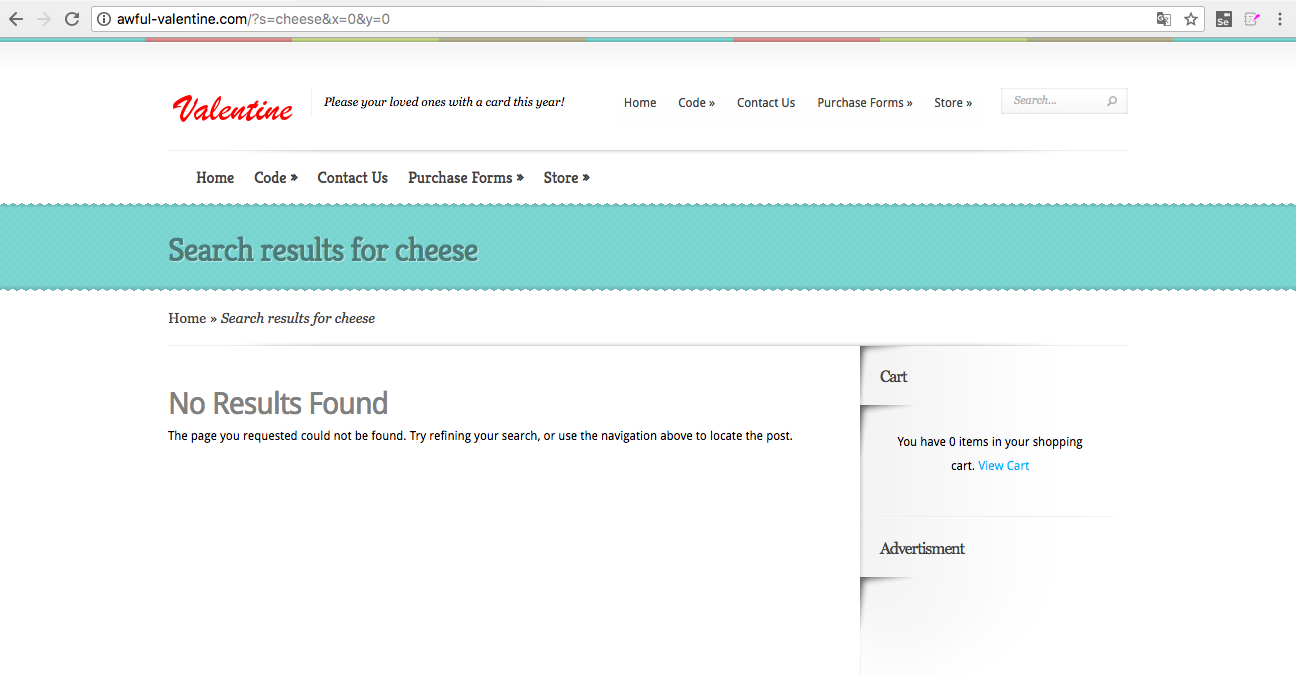 awful-valentine.com/?s=cheese&x=0&y=0
Se
Valentine
Please your loved ones with a card this year!
Home Code » Contact Us Purchase Forms » Store »
Search...
Home Code » Contact Us Purchase Forms » Store »
Search results for cheese
Home » Search results for cheese
No Results Found
The page you requested could not be found. Try refining your search, or use the navigation above to locate the post.
Cart
You have 0 items in your shopping
cart. View Cart
Advertisment